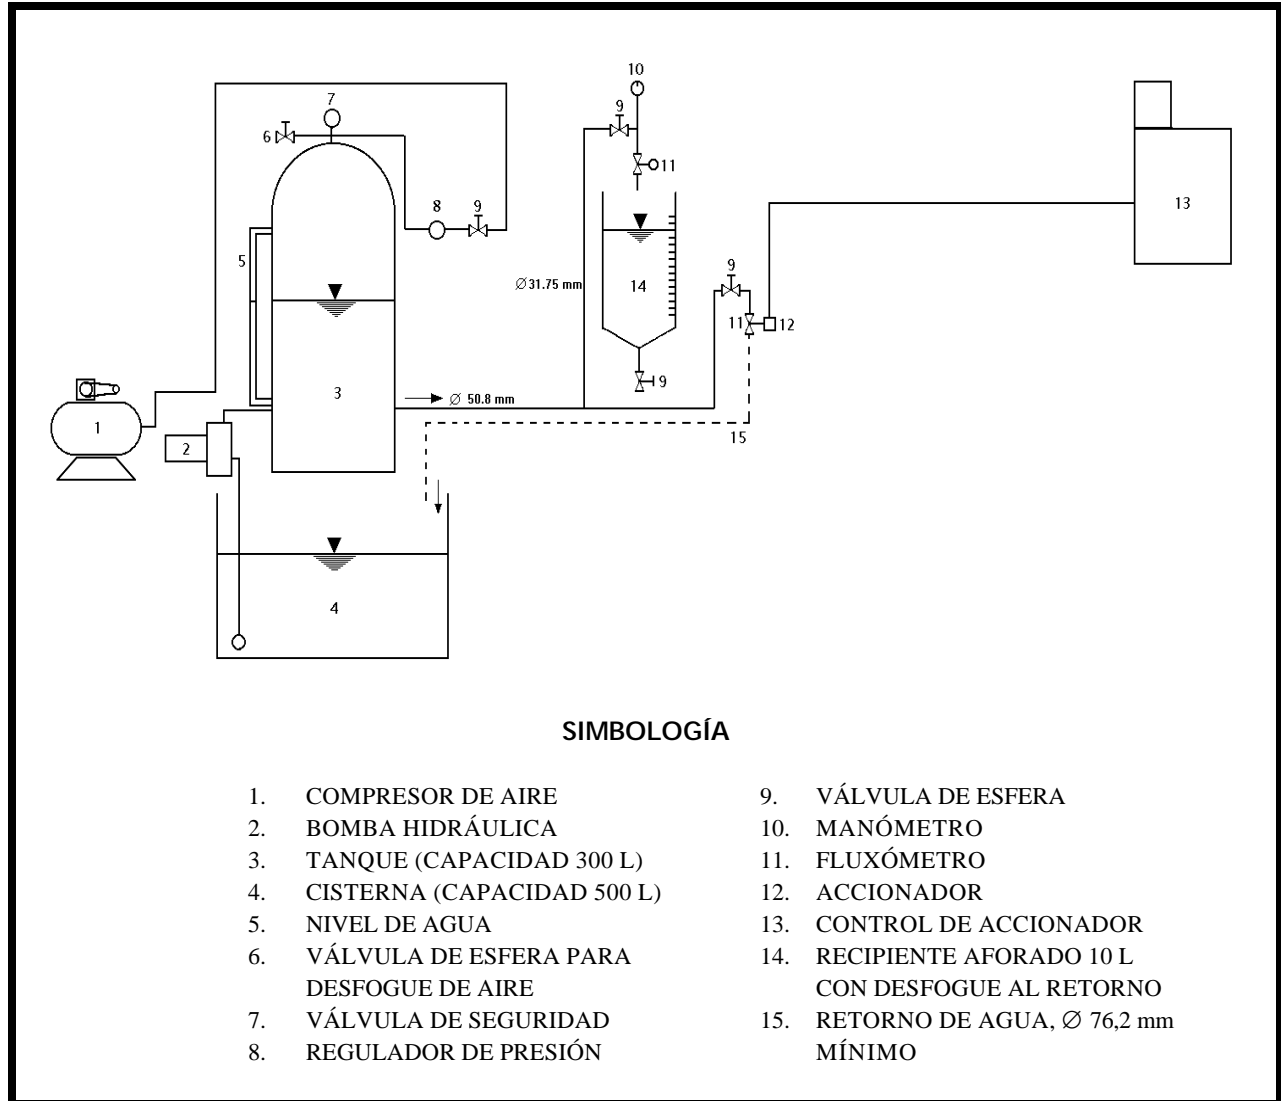 10
7
9
6
11
8
9
13
5
14
9
Ø 31.75 mm
11
12
3
9
Ø 50.8 mm
1
2
15
4
SIMBOLOGÍA
1. COMPRESOR DE AIRE
2. BOMBA HIDRÁULICA
3. TANQUE (CAPACIDAD 300 L)
4. CISTERNA (CAPACIDAD 500 L)
5. NIVEL DE AGUA
6. VÁLVULA DE ESFERA PARA
DESFOGUE DE AIRE
7. VÁLVULA DE SEGURIDAD
8. REGULADOR DE PRESIÓN
9. VÁLVULA DE ESFERA
10. MANÓMETRO
11. FLUXÓMETRO
12. ACCIONADOR
13. CONTROL DE ACCIONADOR
14. RECIPIENTE AFORADO 10 L
CON DESFOGUE AL RETORNO
15. RETORNO DE AGUA, Ø 76,2 mm
MÍNIMO